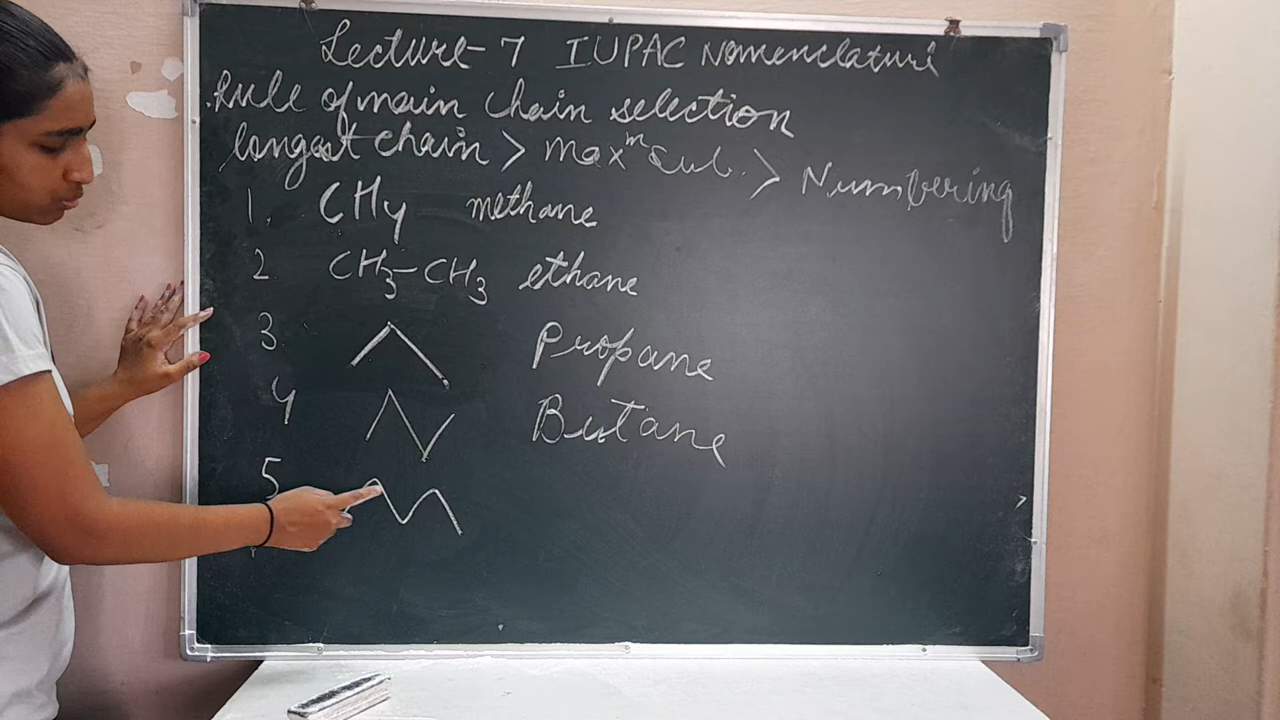 Lecture-7 IUPAC Nomenclature
Rule of main chain selection
longest chain > max^m sub. > Numbering
1. CH4 methane
2 CH3-CH3 ethane
3 Propane
4 Butane
5